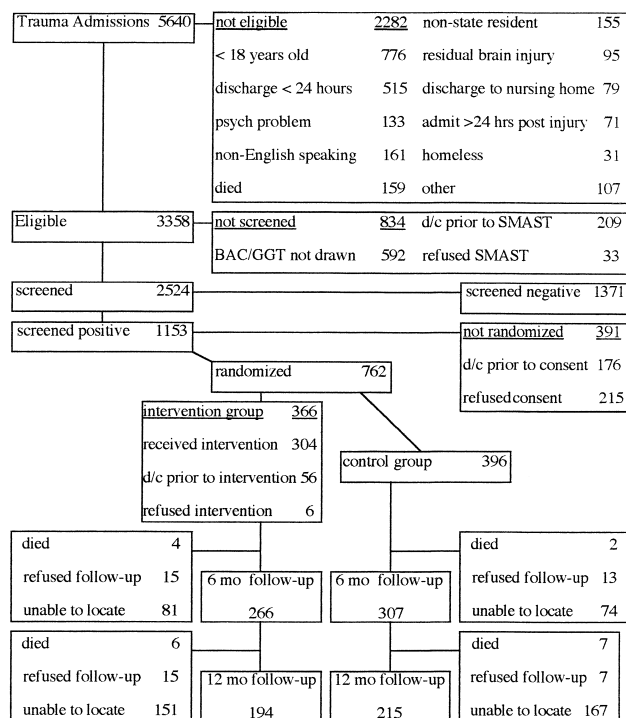 Trauma Admissions 5640
not eligible 2282 non-state resident 155
< 18 years old 776 residual brain injury 95
discharge < 24 hours 515 discharge to nursing home 79
psych problem 133 admit >24 hrs post injury 71
non-English speaking 161 homeless 31
died 159 other 107
Eligible 3358
not screened 834 d/c prior to SMAST 209
BAC/GGT not drawn 592 refused SMAST 33
screened 2524
screened negative 1371
screened positive 1153
not randomized 391
d/c prior to consent 176
refused consent 215
randomized 762
intervention group 366
received intervention 304
d/c prior to intervention 56
refused intervention 6
control group 396
died 4
refused follow-up 15
unable to locate 81
6 mo follow-up
266
6 mo follow-up
307
died 2
refused follow-up 13
unable to locate 74
died 6
refused follow-up 15
unable to locate 151
12 mo follow-up
194
12 mo follow-up
215
died 7
refused follow-up 7
unable to locate 167